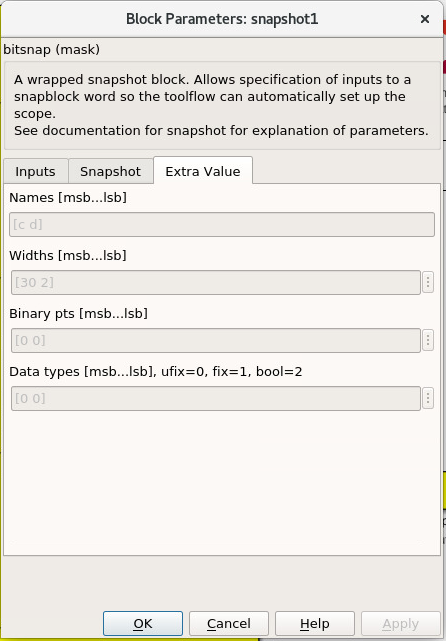 Block Parameters: snapshot1
bitsnap (mask)
A wrapped snapshot block. Allows specification of inputs to a
snapblock word so the toolflow can automatically set up the
scope.
See documentation for snapshot for explanation of parameters.
Inputs Snapshot Extra Value
Names [msb...lsb]
[c d]
Widths [msb...lsb]
[30 2]
Binary pts [msb...lsb]
[0 0]
Data types [msb...lsb], ufix=0, fix=1, bool=2
[0 0]
OK Cancel Help Apply